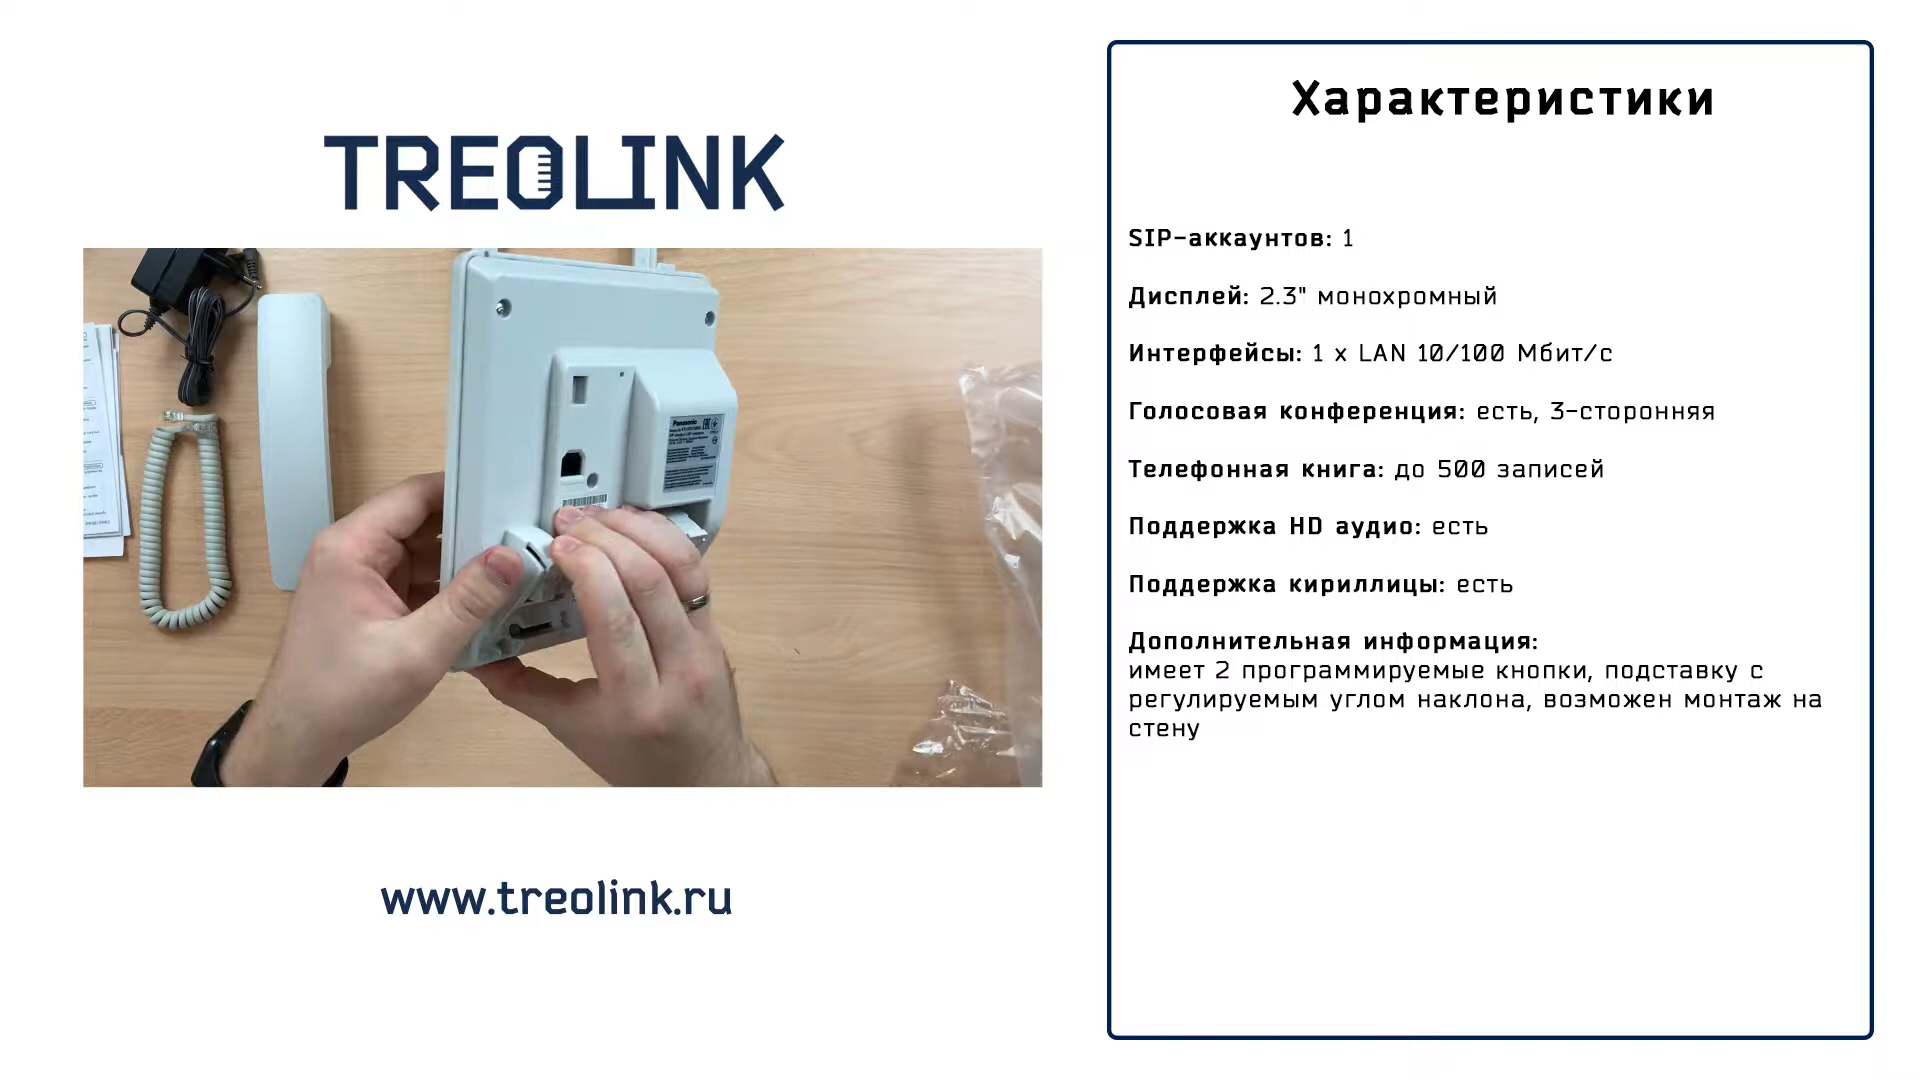 TREOLINK
Panasonic
www.treolink.ru
Характеристики
SIP-аккаунтов: 1
Дисплей: 2.3" монохромный
Интерфейсы: 1 x LAN 10/100 Мбит/с
Голосовая конференция: есть, 3-сторонняя
Телефонная книга: до 500 записей
Поддержка HD аудио: есть
Поддержка кириллицы: есть
Дополнительная информация:
имеет 2 программируемые кнопки, подставку с
регулируемым углом наклона, возможен монтаж на
стену